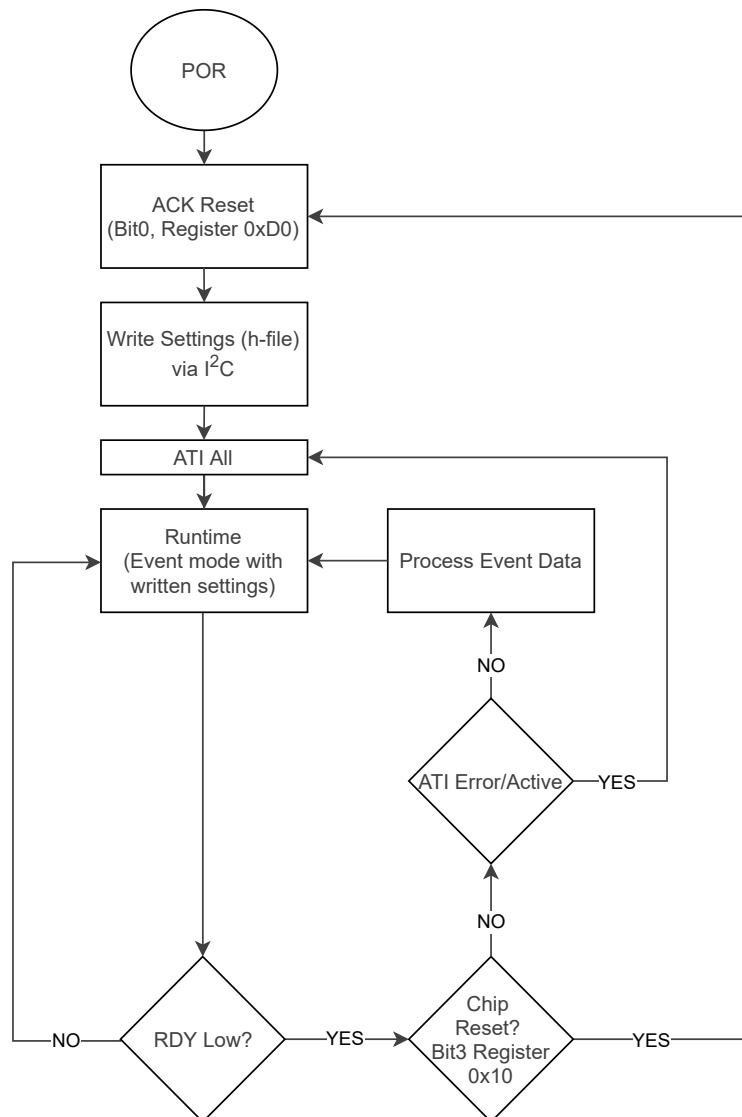 POR
ACK Reset
(Bit0, Register 0xD0)
Write Settings (h-file)
via I²C
ATI All
Runtime
(Event mode with
written settings)
Process Event Data
NO
ATI Error/Active
YES
NO
RDY Low?
NO
YES
Chip
Reset?
Bit3 Register
0x10
YES